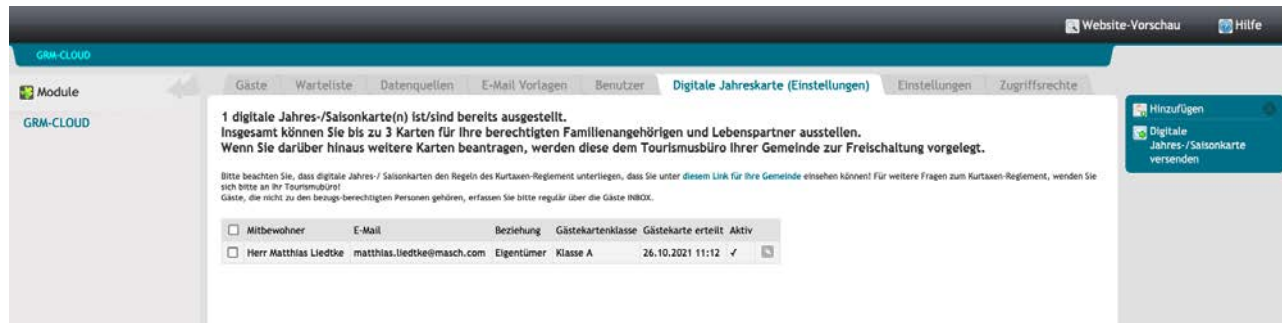 Website-Vorschau Hilfe
GRM-CLOUD
Module
GRM-CLOUD
Gäste Warteliste Datenquellen E-Mail Vorlagen Benutzer Digitale Jahreskarte (Einstellungen) Einstellungen Zugriffsrechte
1 digitale Jahres-/Saisonkarte(n) ist/sind bereits ausgestellt.
Insgesamt können Sie bis zu 3 Karten für Ihre berechtigten Familienangehörigen und Lebenspartner ausstellen.
Wenn Sie darüber hinaus weitere Karten beantragen, werden diese dem Tourismusbüro Ihrer Gemeinde zur Freischaltung vorgelegt.
Bitte beachten Sie, dass digitale Jahres-/ Saisonkarten den Regeln des Kurtaxen-Reglement unterliegen, dass Sie unter diesem Link für Ihre Gemeinde einsehen können! Für weitere Fragen zum Kurtaxen-Reglement, wenden Sie
sich bitte an Ihr Tourismubüro!
Gäste, die nicht zu den bezugs-berechtigten Personen gehören, erfassen Sie bitte regulär über die Gäste INBOX.
Mitbewohner E-Mail Beziehung Gästekartenklasse Gästekarte erteilt Aktiv
Herr Matthias Liedtke matthias.liedtke@masch.com Eigentümer Klasse A 26.10.2021 11:12 ✓
Hinzufügen
Digitale
Jahres-/Saisonkarte
versenden